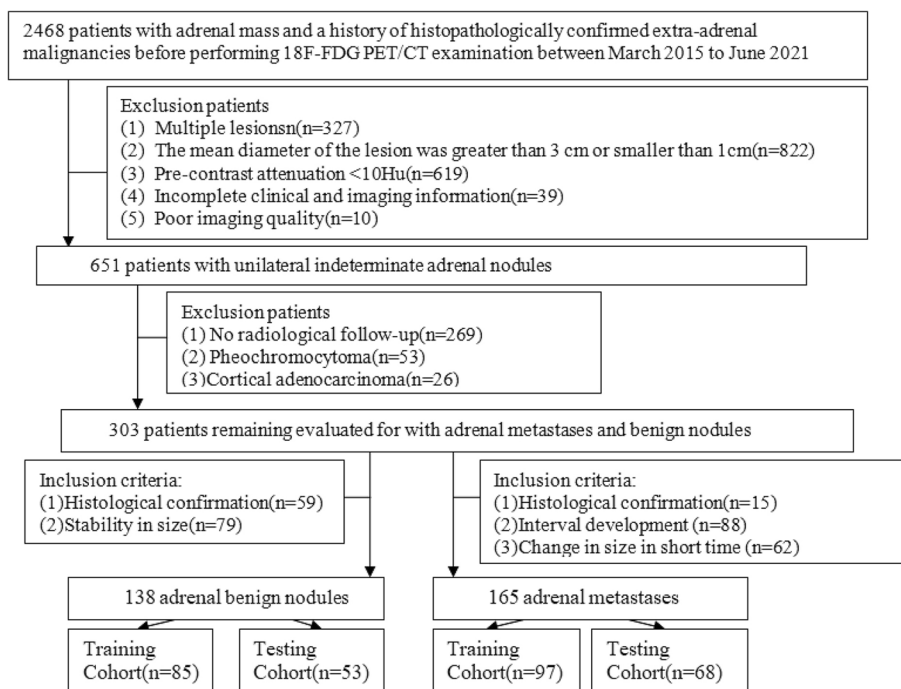 2468 patients with adrenal mass and a history of histopathologically confirmed extra-adrenal
malignancies before performing 18F-FDG PET/CT examination between March 2015 to June 2021
Exclusion patients
(1) Multiple lesionsn(n=327)
(2) The mean diameter of the lesion was greater than 3 cm or smaller than 1cm(n=822)
(3) Pre-contrast attenuation <10Hu(n=619)
(4) Incomplete clinical and imaging information(n=39)
(5) Poor imaging quality(n=10)
651 patients with unilateral indeterminate adrenal nodules
Exclusion patients
(1) No radiological follow-up(n=269)
(2) Pheochromocytoma(n=53)
(3)Cortical adenocarcinoma(n=26)
303 patients remaining evaluated for with adrenal metastases and benign nodules
Inclusion criteria:
(1)Histological confirmation(n=59)
(2)Stability in size(n=79)
Inclusion criteria:
(1)Histological confirmation(n=15)
(2)Interval development (n=88)
(3)Change in size in short time (n=62)
138 adrenal benign nodules
165 adrenal metastases
Training
Cohort(n=85)
Testing
Cohort(n=53)
Training
Cohort(n=97)
Testing
Cohort(n=68)